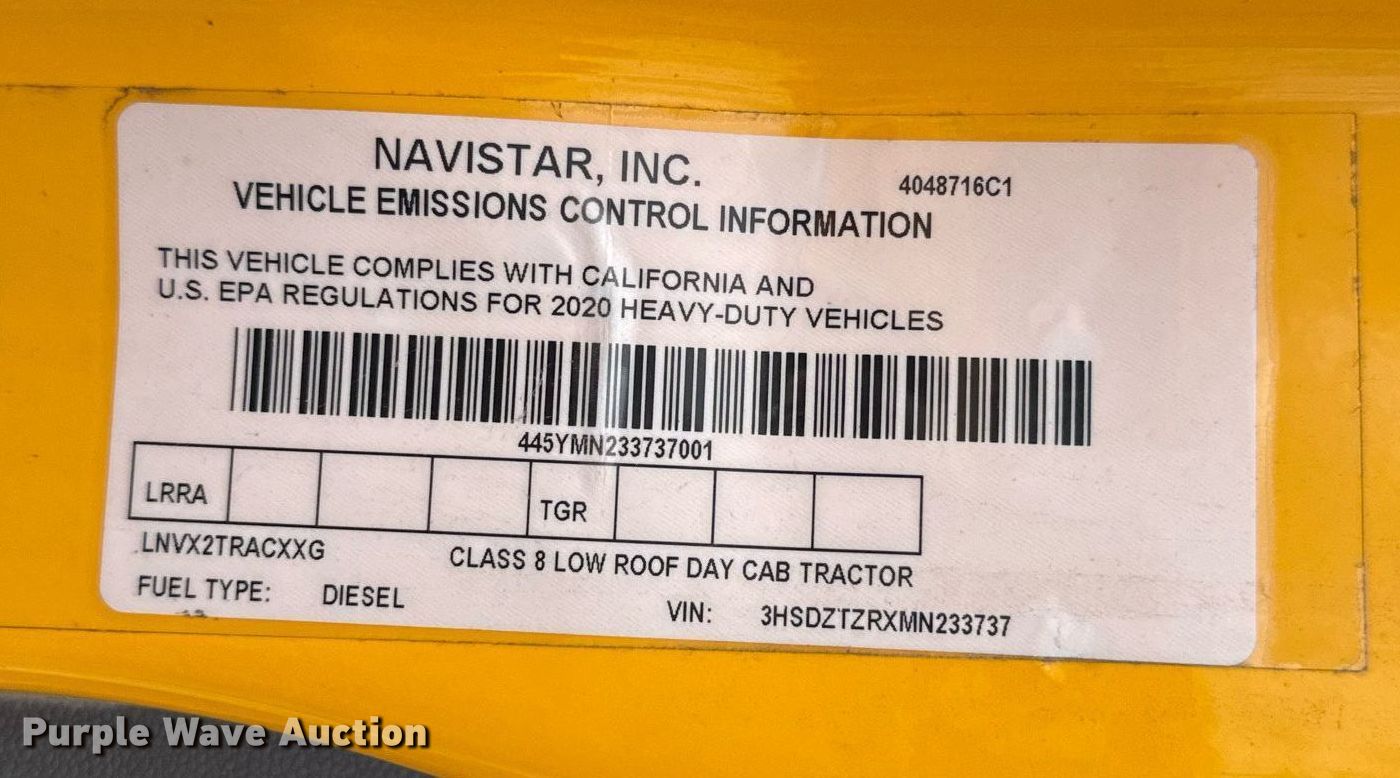 NAVISTAR, INC.
4048716C1
VEHICLE EMISSIONS CONTROL INFORMATION
THIS VEHICLE COMPLIES WITH CALIFORNIA AND
U.S. EPA REGULATIONS FOR 2020 HEAVY-DUTY VEHICLES
445YMN233737001
LRRA TGR
LNVX2TRACXXG CLASS 8 LOW ROOF DAY CAB TRACTOR
FUEL TYPE: DIESEL VIN: 3HSDZTZRXMN233737
Purple Wave Auction